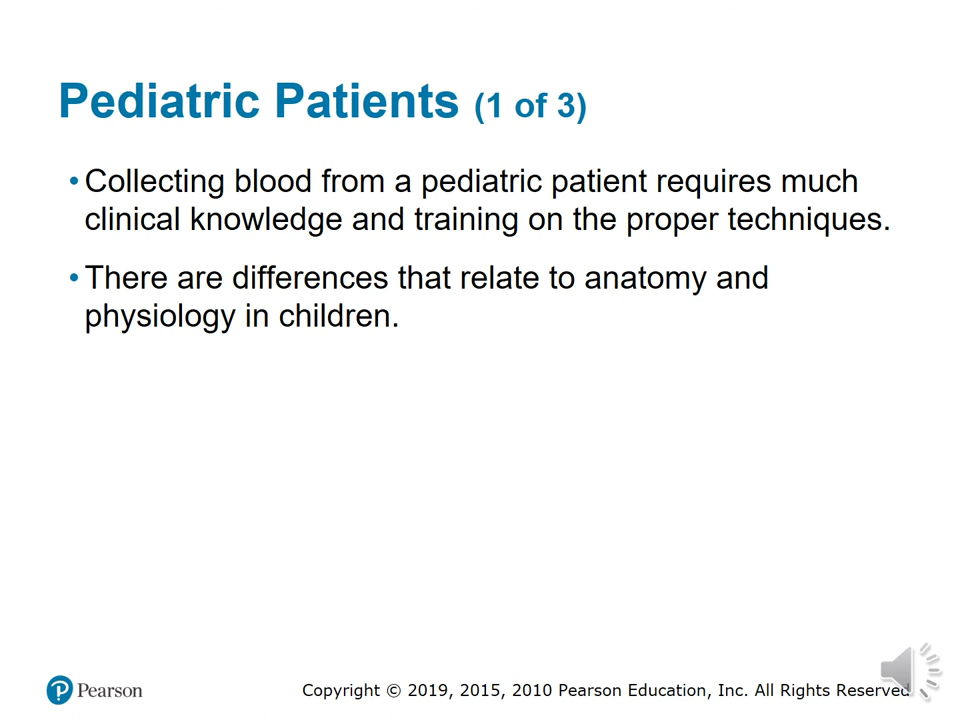 Pediatric Patients (1 of 3)
• Collecting blood from a pediatric patient requires much
clinical knowledge and training on the proper techniques.
• There are differences that relate to anatomy and
physiology in children.
Pearson
Copyright © 2019, 2015, 2010 Pearson Education, Inc. All Rights Reserved